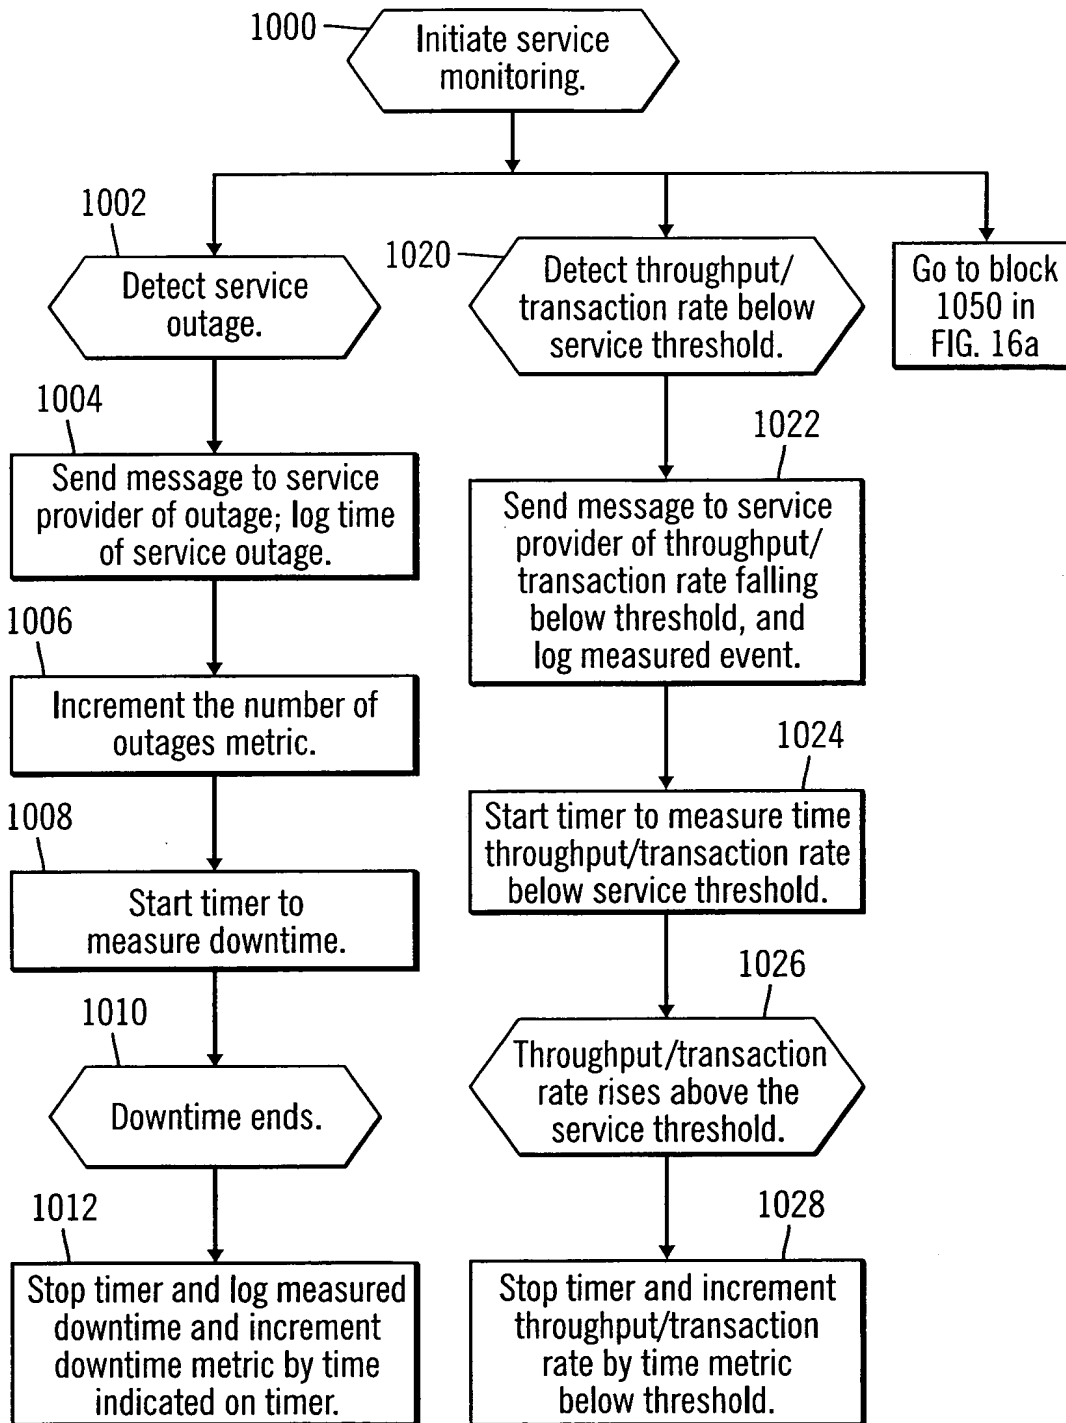 1000
Initiate service
monitoring.
1002
Detect service
outage.
1004
Send message to service
provider of outage; log time
of service outage.
1006
Increment the number of
outages metric.
1008
Start timer to
measure downtime.
1010
Downtime ends.
1012
Stop timer and log measured
downtime and increment
downtime metric by time
indicated on timer.
1020
Detect throughput/
transaction rate below
service threshold.
1022
Send message to service
provider of throughput/
transaction rate falling
below threshold, and
log measured event.
1024
Start timer to measure time
throughput/transaction rate
below service threshold.
1026
Throughput/transaction
rate rises above the
service threshold.
1028
Stop timer and increment
throughput/transaction
rate by time metric
below threshold.
Go to block
1050 in
FIG. 16a